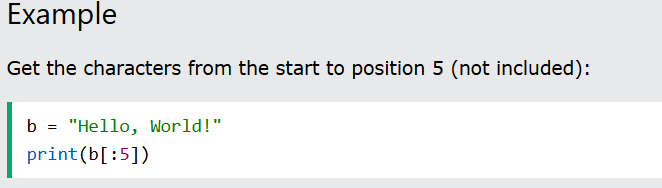 Example
Get the characters from the start to position 5 (not included):
b = "Hello, World!"
print(b[:5])